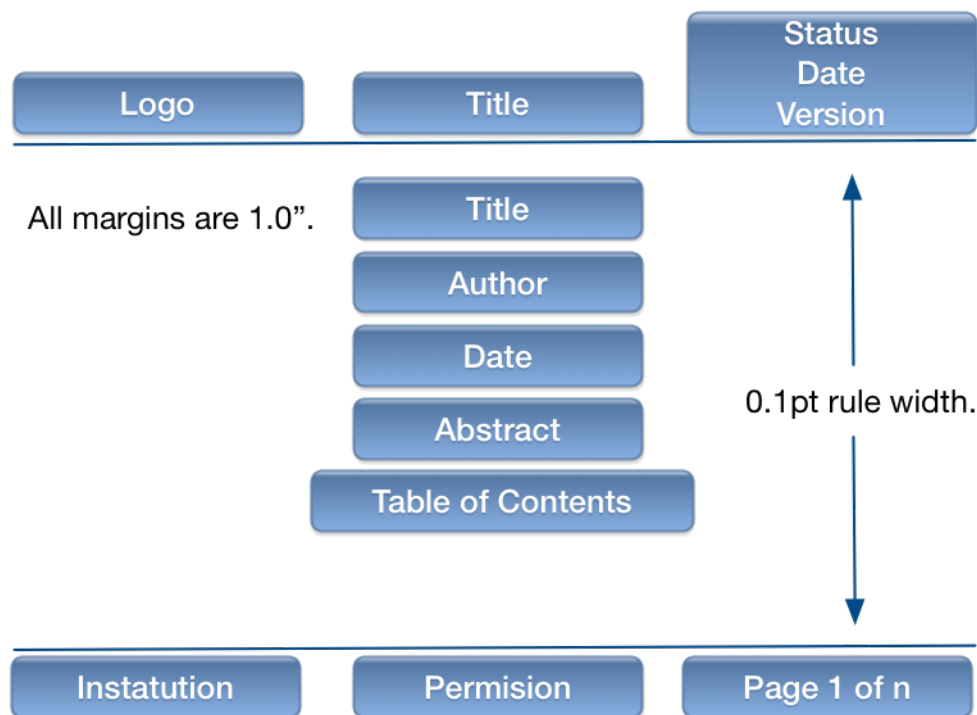 Logo
Title
Status
Date
Version
All margins are 1.0”.
Title
Author
Date
Abstract
Table of Contents
0.1pt rule width.
Instatution
Permision
Page 1 of n